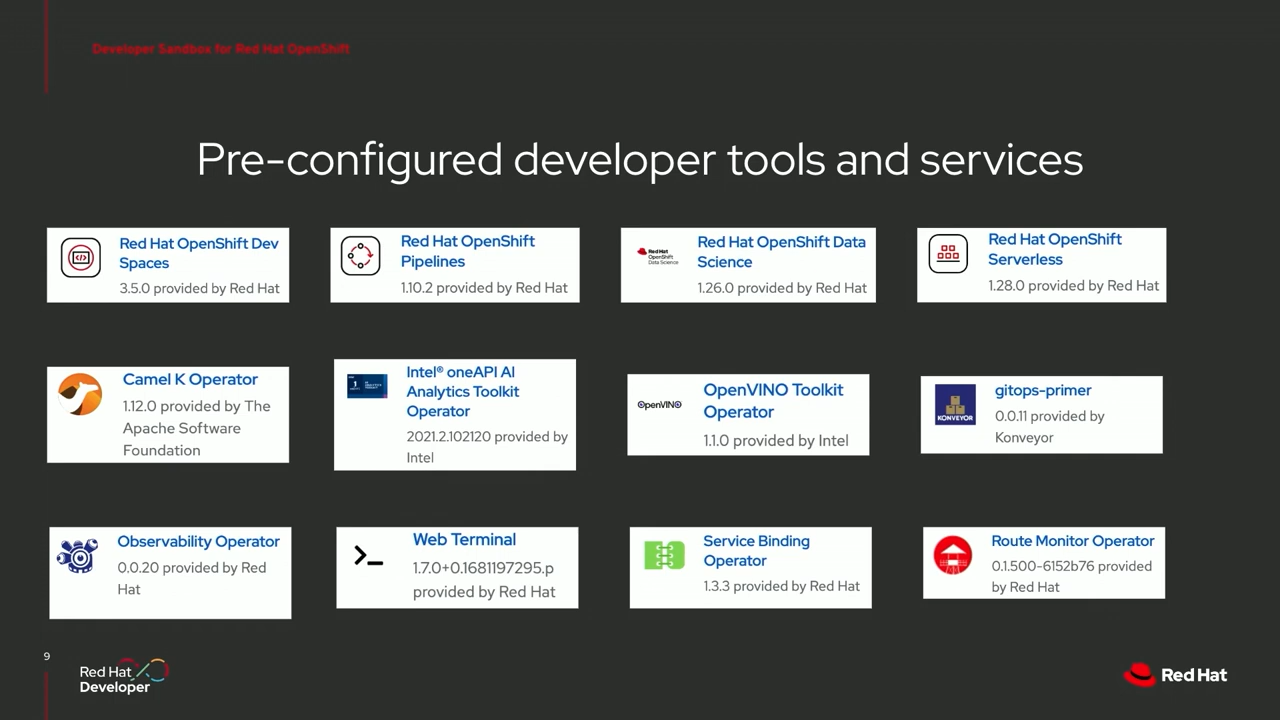 Developer Sandbox for Red Hat OpenShift
Pre-configured developer tools and services
Red Hat OpenShift Dev
Spaces
3.5.0 provided by Red Hat
Red Hat OpenShift
Pipelines
1.10.2 provided by Red Hat
Red Hat
OpenShift
Data Science
Red Hat OpenShift Data
Science
1.26.0 provided by Red Hat
Red Hat OpenShift
Serverless
1.28.0 provided by Red Hat
Camel K Operator
1.12.0 provided by The
Apache Software
Foundation
Intel® oneAPI AI
Analytics Toolkit
Operator
2021.2.102120 provided by
Intel
OpenVINO
OpenVINO Toolkit
Operator
1.1.0 provided by Intel
KONVEYOR
gitops-primer
0.0.11 provided by
Konveyor
Observability Operator
0.0.20 provided by Red
Hat
Web Terminal
1.7.0+0.1681197295.p
provided by Red Hat
Service Binding
Operator
1.3.3 provided by Red Hat
Route Monitor Operator
0.1.500-6152b76 provided
by Red Hat
9
Red Hat
Developer
Red Hat